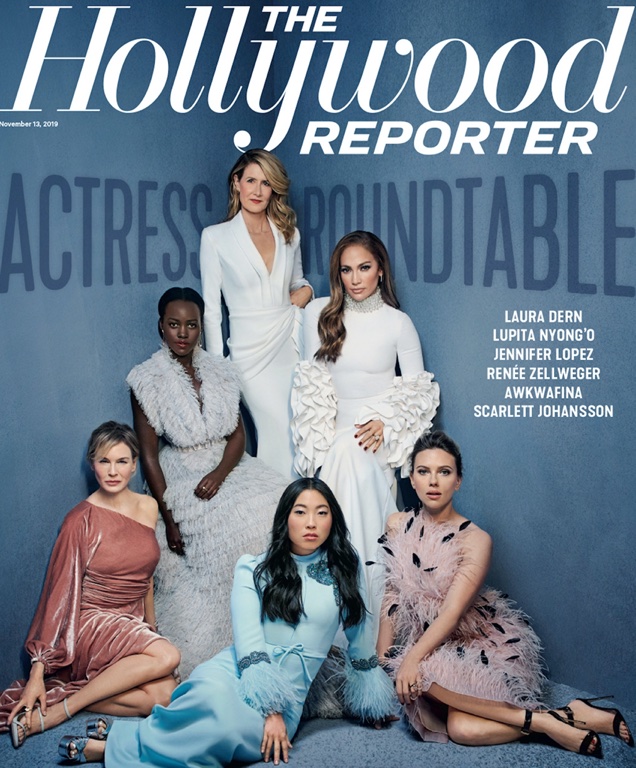 THE
Hollywood
REPORTER
November 13, 2019
ACTRESS ROUNDTABLE
LAURA DERN
LUPITA NYONG'O
JENNIFER LOPEZ
RENÉE ZELLWEGER
AWKWAFINA
SCARLETT JOHANSSON